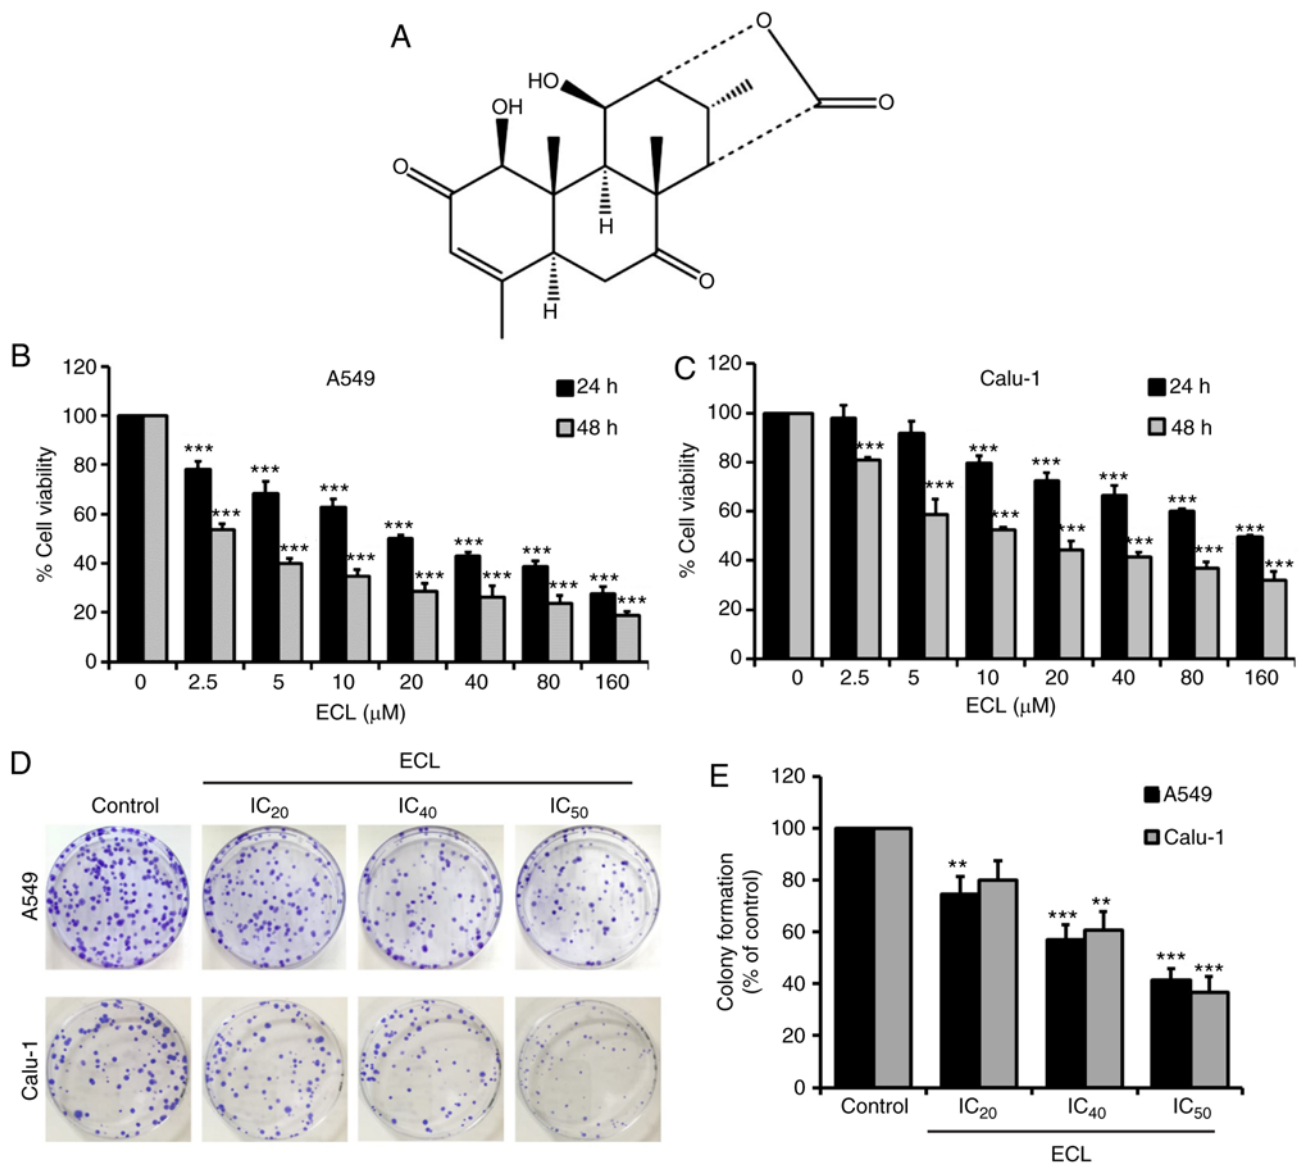 A
O
HO
OH
O
O
H
O
H
B
A549
24 h
48 h
120
100
80
60
40
20
0
% Cell viability
*** *** *** *** *** *** ***
*** *** *** *** *** *** ***
0 2.5 5 10 20 40 80 160
ECL (μM)
C
Calu-1
24 h
48 h
120
100
80
60
40
20
0
% Cell viability
*** *** *** *** ***
*** *** *** *** *** *** ***
0 2.5 5 10 20 40 80 160
ECL (μM)
D
ECL
Control IC20 IC40 IC50
A549
Calu-1
E
A549
Calu-1
120
100
80
60
40
20
0
Colony formation
(% of control)
** *** ** *** ***
Control IC20 IC40 IC50
ECL